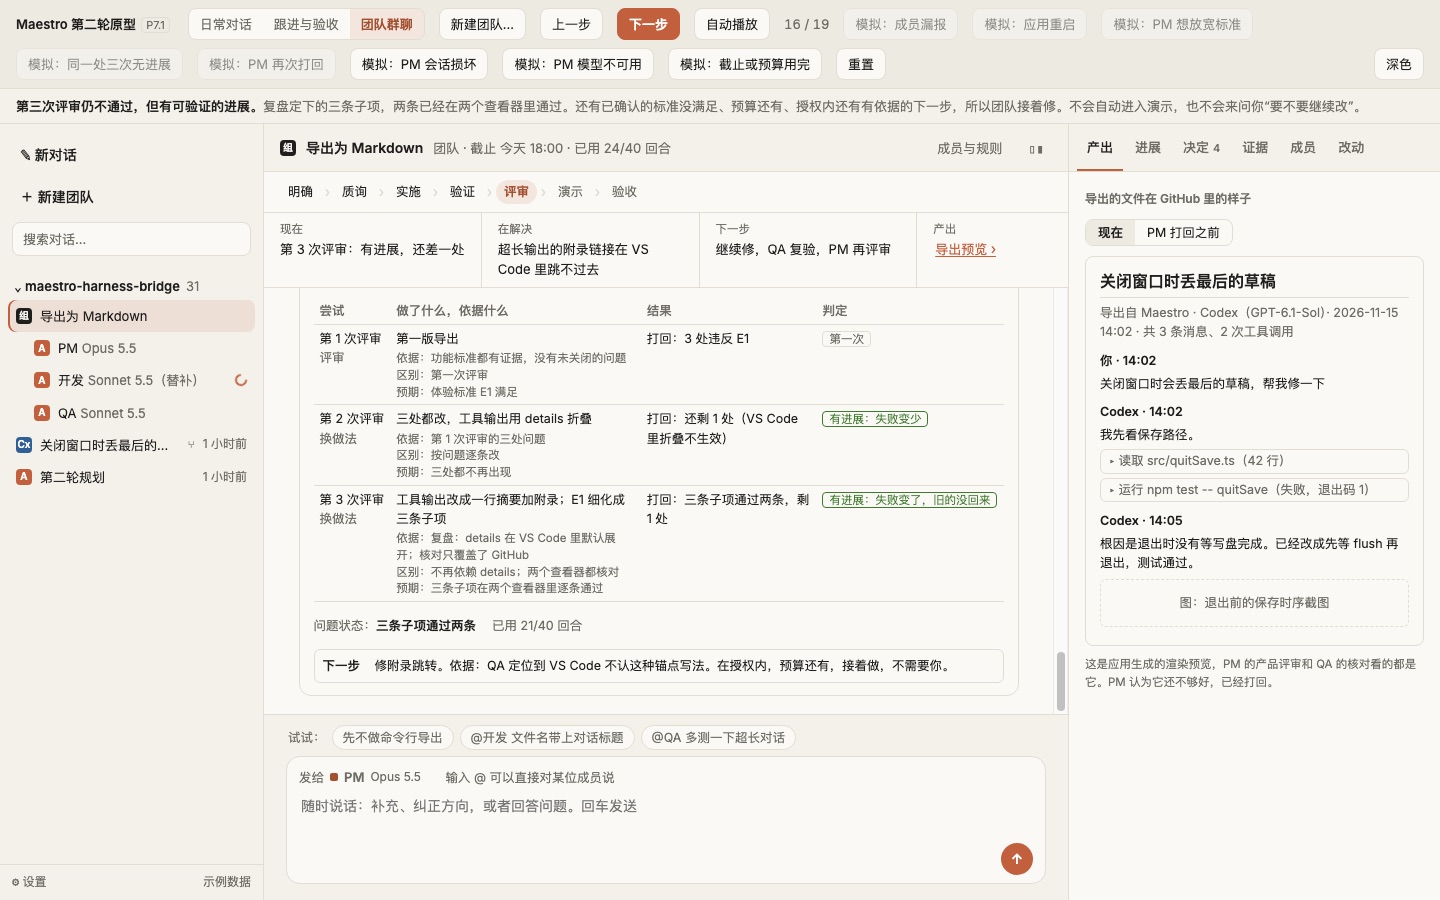 Maestro 第二轮原型 P7.1 日常对话 跟进与验收 团队群聊 新建团队... 上一步 下一步 自动播放 16 / 19 模拟：成员漏报 模拟：应用重启 模拟：PM 想放宽标准
模拟：同一处三次无进展 模拟：PM 再次打回 模拟：PM 会话损坏 模拟：PM 模型不可用 模拟：截止或预算用完 重置 深色
第三次评审仍不通过，但有可验证的进展。复盘定下的三条子项，两条已经在两个查看器里通过。还有已确认的标准没满足、预算还有、授权内还有有依据的下一步，所以团队接着修。不会自动进入演示，也不会来问你“要不要继续改”。
新对话
新建团队
搜索对话...
maestro-harness-bridge 31
组 导出为 Markdown
A PM Opus 5.5
A 开发 Sonnet 5.5（替补）
A QA Sonnet 5.5
Cx 关闭窗口时丢最后的... 1 小时前
A 第二轮规划 1 小时前
设置 示例数据
组 导出为 Markdown 团队 · 截止 今天 18:00 · 已用 24/40 回合 成员与规则
明确 › 质询 › 实施 › 验证 › 评审 › 演示 › 验收
现在
第 3 次评审：有进展，还差一处
在解决
超长输出的附录链接在 VS
Code 里跳不过去
下一步
继续修，QA 复验，PM 再评审
产出
导出预览 ›
尝试 做了什么，依据什么 结果 判定
第 1 次评审
评审
第一版导出
依据：功能标准都有证据，没有未关闭的问题
区别：第一次评审
预期：体验标准 E1 满足
打回：3 处违反 E1
第一次
第 2 次评审
换做法
三处都改，工具输出用 details 折叠
依据：第 1 次评审的三处问题
区别：按问题逐条改
预期：三处都不再出现
打回：还剩 1 处（VS Code
里折叠不生效）
有进展：失败变少
第 3 次评审
换做法
工具输出改成一行摘要加附录；E1 细化成
三条子项
依据：复盘：details 在 VS Code 里默认展
开；核对只覆盖了 GitHub
区别：不再依赖 details；两个查看器都核对
预期：三条子项在两个查看器里逐条通过
打回：三条子项通过两条，剩
1 处
有进展：失败变了，旧的没回来
问题状态：三条子项通过两条 已用 21/40 回合
下一步 修附录跳转。依据：QA 定位到 VS Code 不认这种锚点写法。在授权内，预算还有，接着做，不需要你。
试试： 先不做命令行导出 @开发 文件名带上对话标题 @QA 多测一下超长对话
发给 PM Opus 5.5 输入 @ 可以直接对某位成员说
随时说话：补充、纠正方向，或者回答问题。回车发送
产出 进展 决定 4 证据 成员 改动
导出的文件在 GitHub 里的样子
现在 PM 打回之前
关闭窗口时丢最后的草稿
导出自 Maestro · Codex（GPT-6.1-Sol）· 2026-11-15
14:02 · 共 3 条消息、2 次工具调用
你 · 14:02
关闭窗口时会丢最后的草稿，帮我修一下
Codex · 14:02
我先看保存路径。
▸ 读取 src/quitSave.ts（42 行）
▸ 运行 npm test -- quitSave（失败，退出码 1）
Codex · 14:05
根因是退出时没有等写盘完成。已经改成先等 flush 再
退出，测试通过。
图：退出前的保存时序截图
这是应用生成的渲染预览，PM 的产品评审和 QA 的核对看的都是
它。PM 认为它还不够好，已经打回。